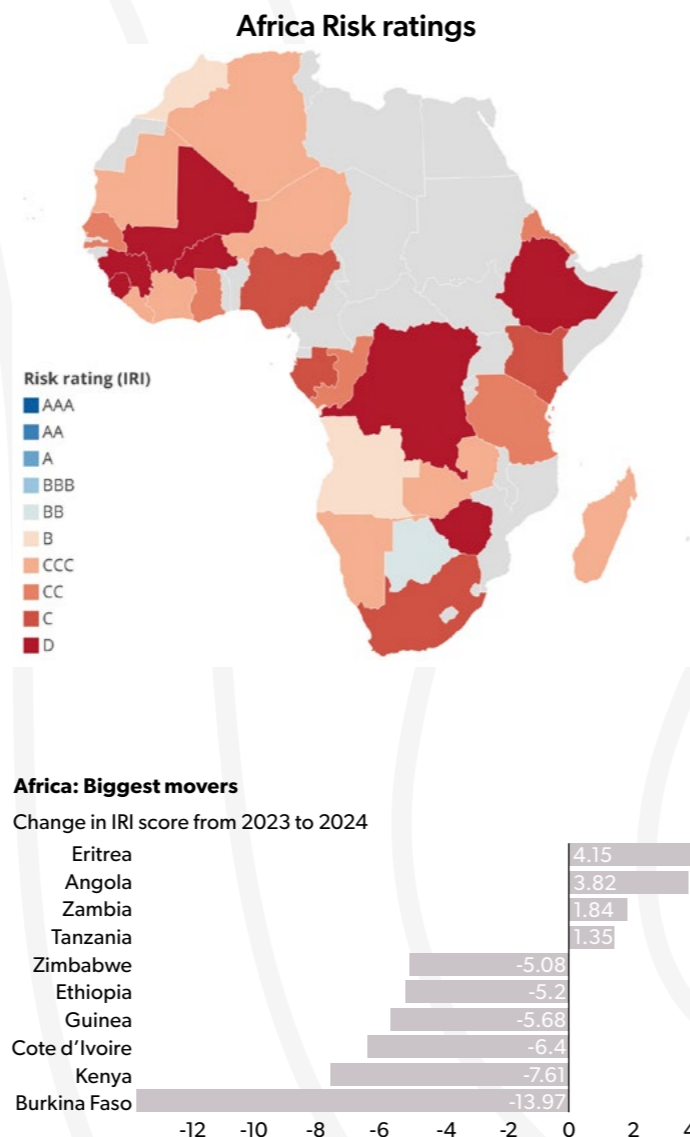 Africa Risk ratings
Risk rating (IRI)
AAA
AA
A
BBB
BB
B
CCC
CC
C
D
Africa: Biggest movers
Change in IRI score from 2023 to 2024
Eritrea 4.15
Angola 3.82
Zambia 1.84
Tanzania 1.35
Zimbabwe -5.08
Ethiopia -5.2
Guinea -5.68
Cote d’Ivoire -6.4
Kenya -7.61
Burkina Faso -13.97
-12 -10 -8 -6 -4 -2 0 2 4